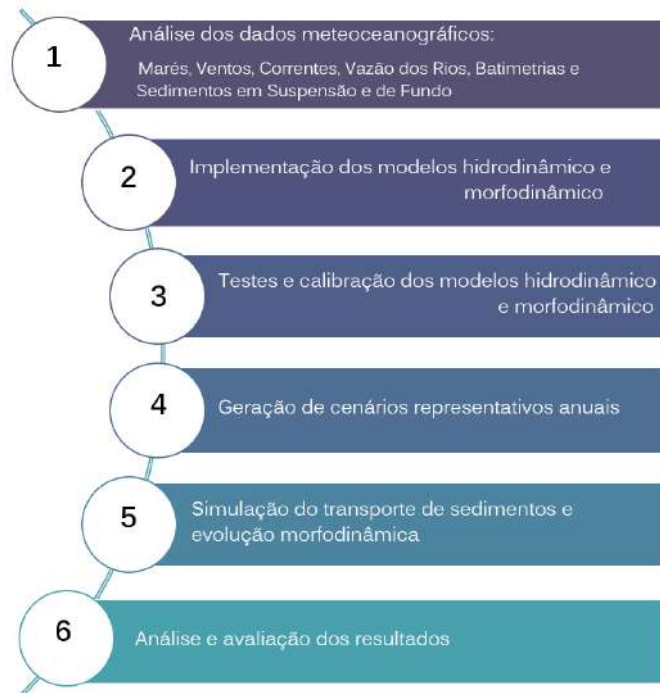 1
Análise dos dados meteoceanográficos:
Marés, Ventos, Correntes, Vazão dos Rios, Batimetrias e
Sedimentos em Suspensão e de Fundo
2
Implementação dos modelos hidrodinâmico e
morfodinâmico
3
Testes e calibração dos modelos hidrodinâmico
e morfodinâmico
4
Geração de cenários representativos anuais
5
Simulação do transporte de sedimentos e
evolução morfodinâmica
6
Análise e avaliação dos resultados